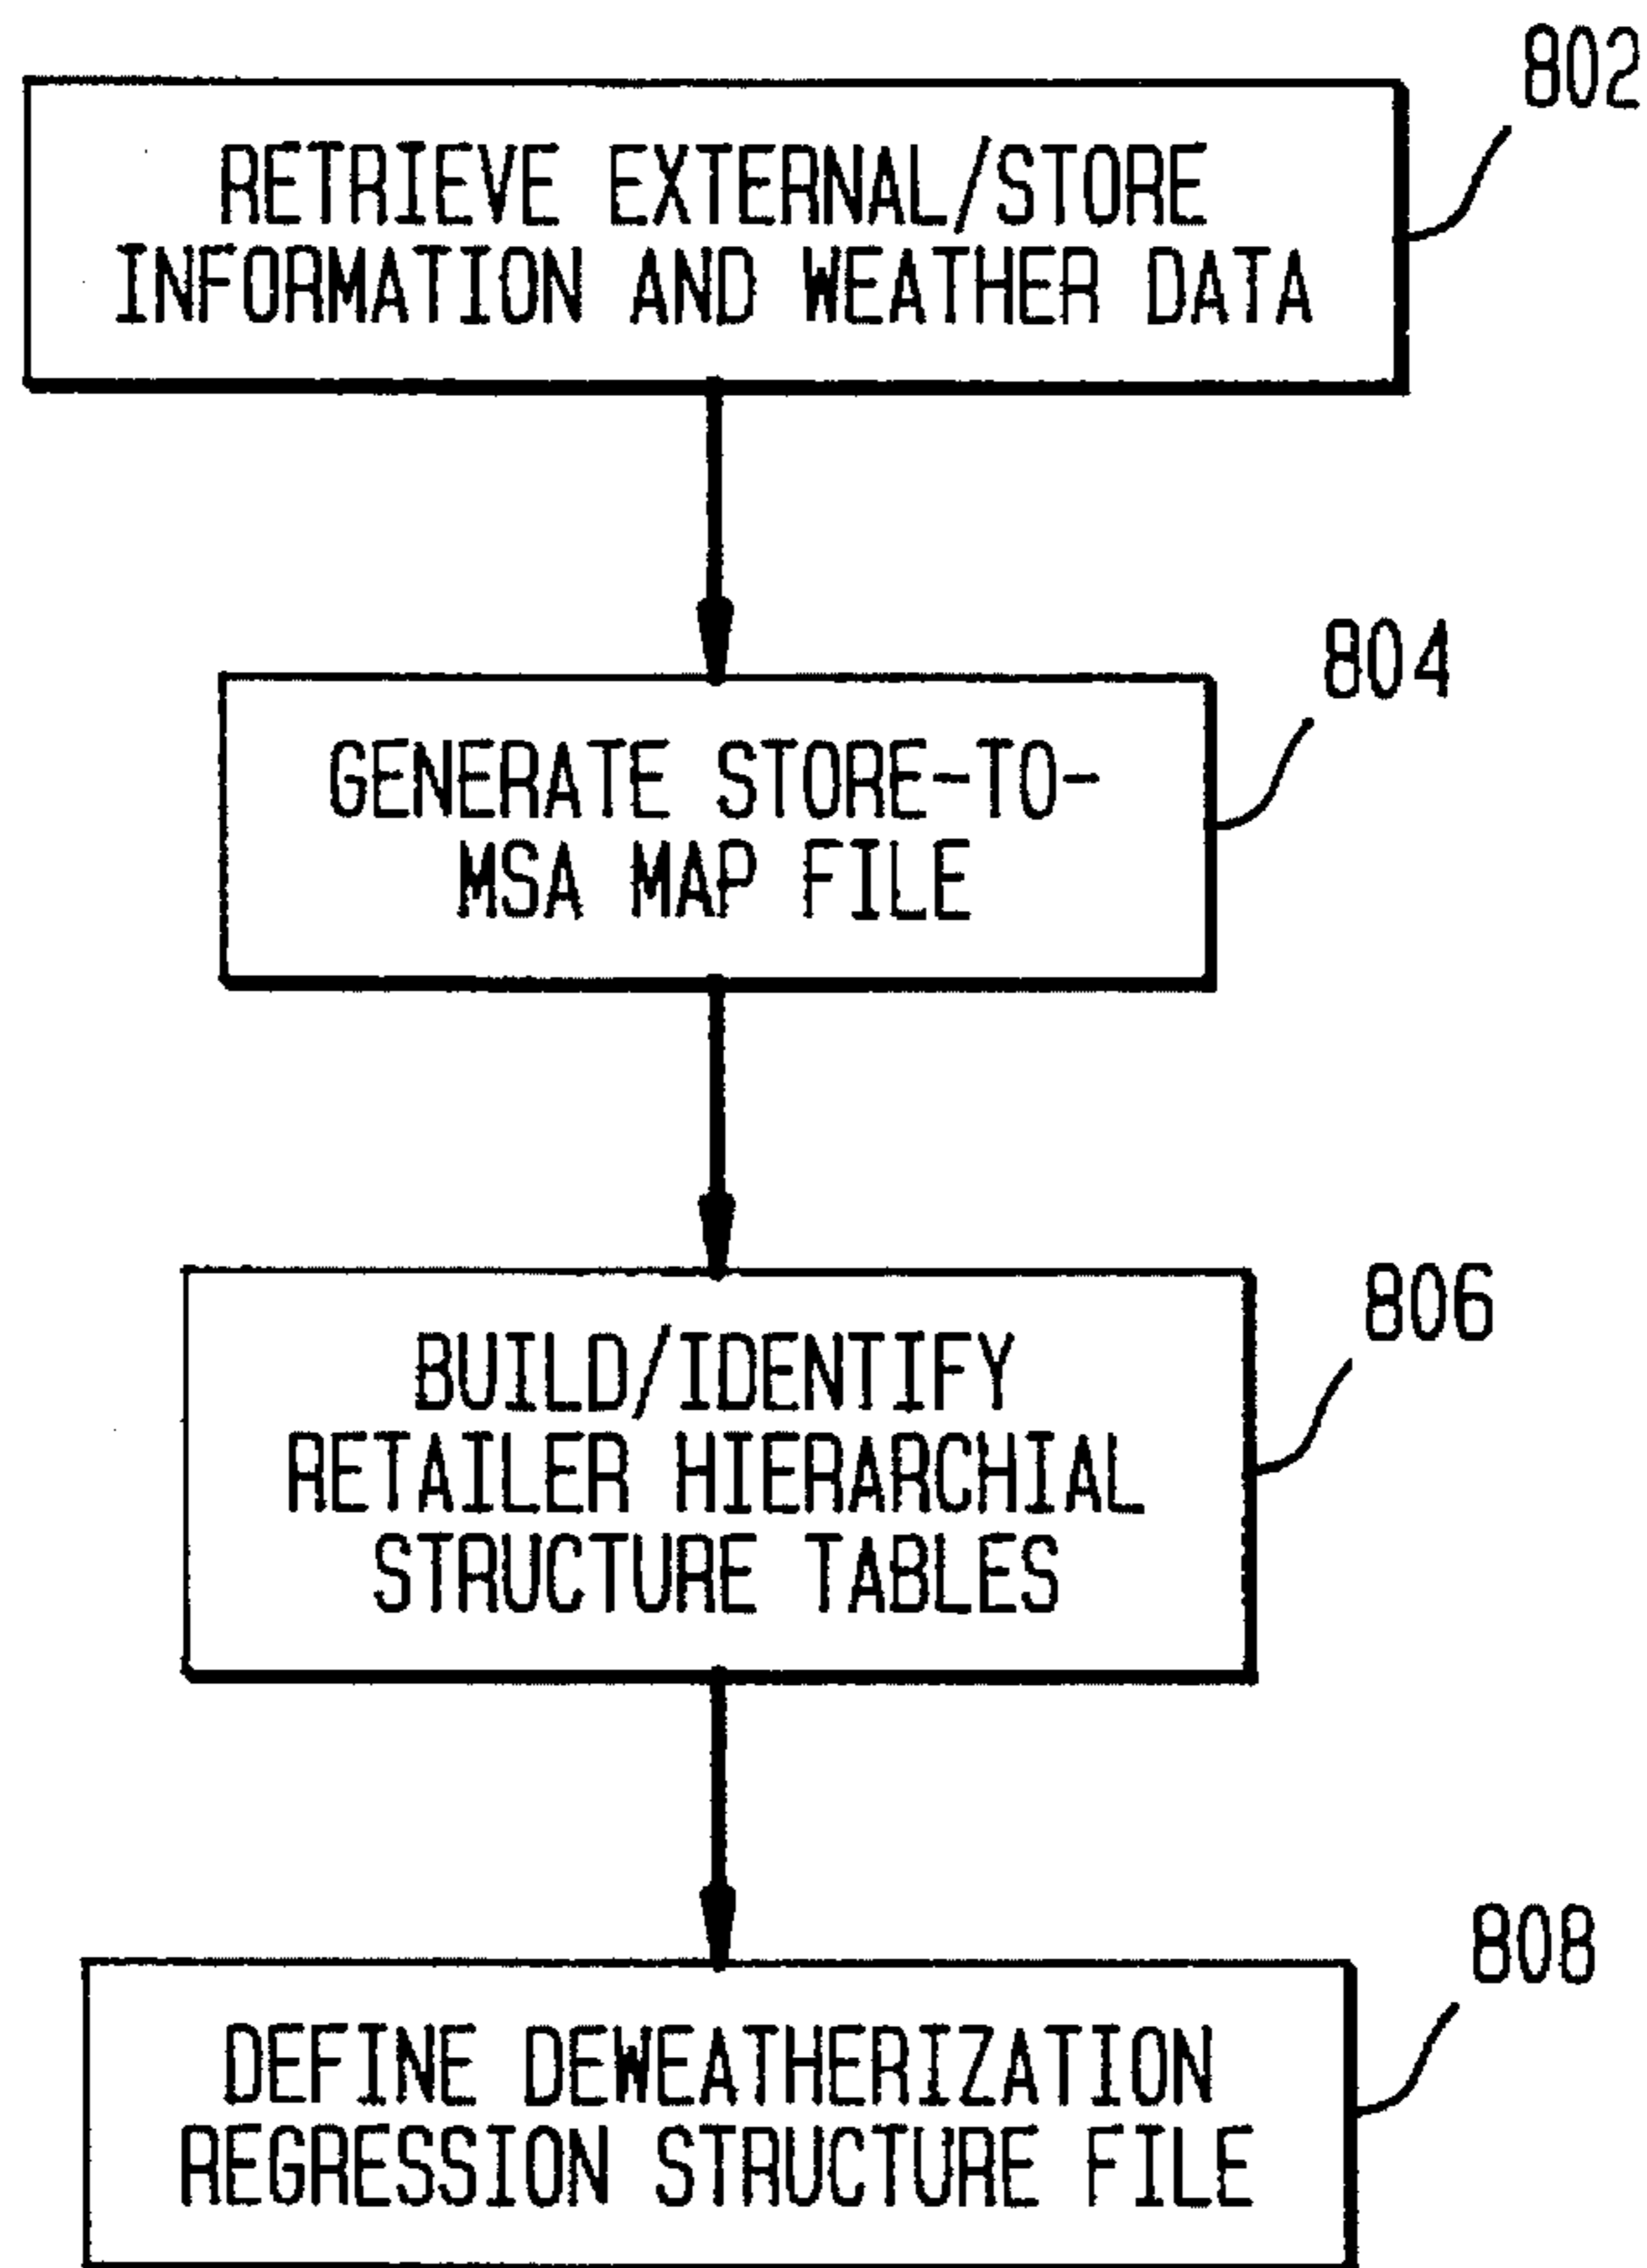 802
RETRIEVE EXTERNAL/STORE
INFORMATION AND WEATHER DATA
804
GENERATE STORE-TO-
MSA MAP FILE
806
BUILD/IDENTIFY
RETAILER HIERARCHIAL
STRUCTURE TABLES
808
DEFINE DEWEATHERIZATION
REGRESSION STRUCTURE FILE